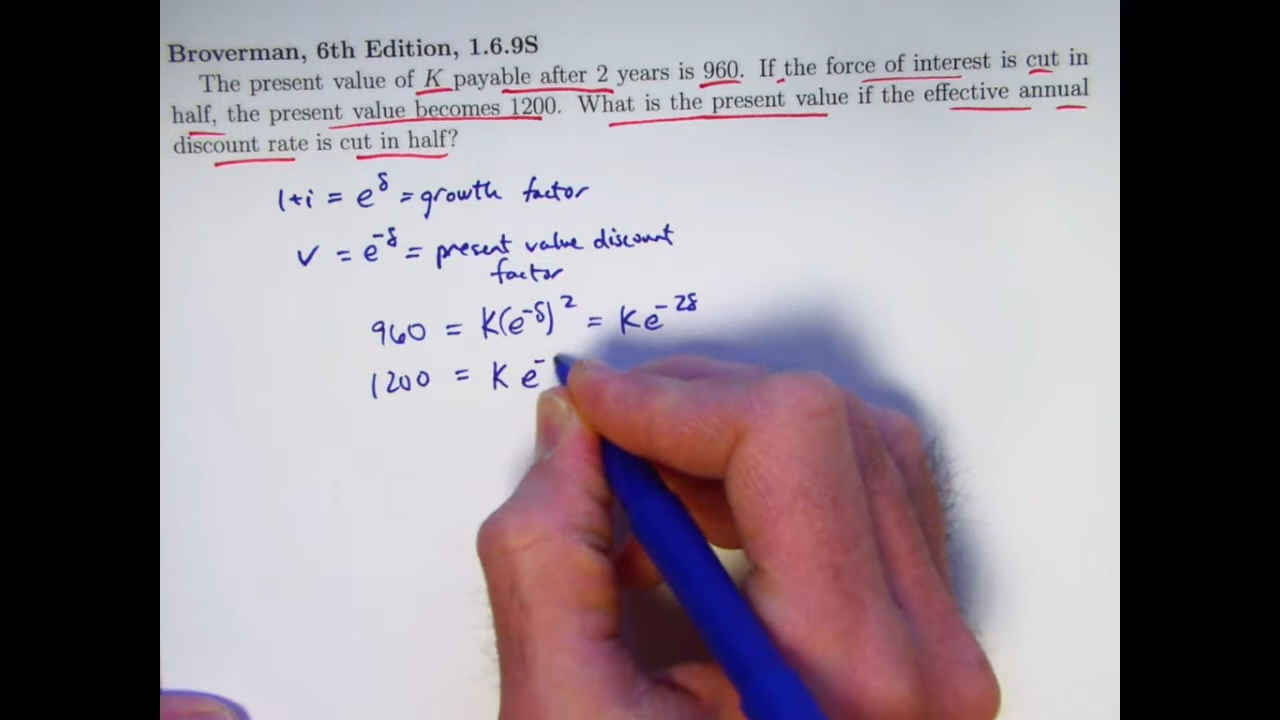 Broverman, 6th Edition, 1.6.9S
The present value of K payable after 2 years is 960. If the force of interest is cut in
half, the present value becomes 1200. What is the present value if the effective annual
discount rate is cut in half?
1+i = e^δ = growth factor
v = e^-δ = present value discount
factor
960 = K(e^-δ)^2 = Ke^-2δ
1200 = K e^-